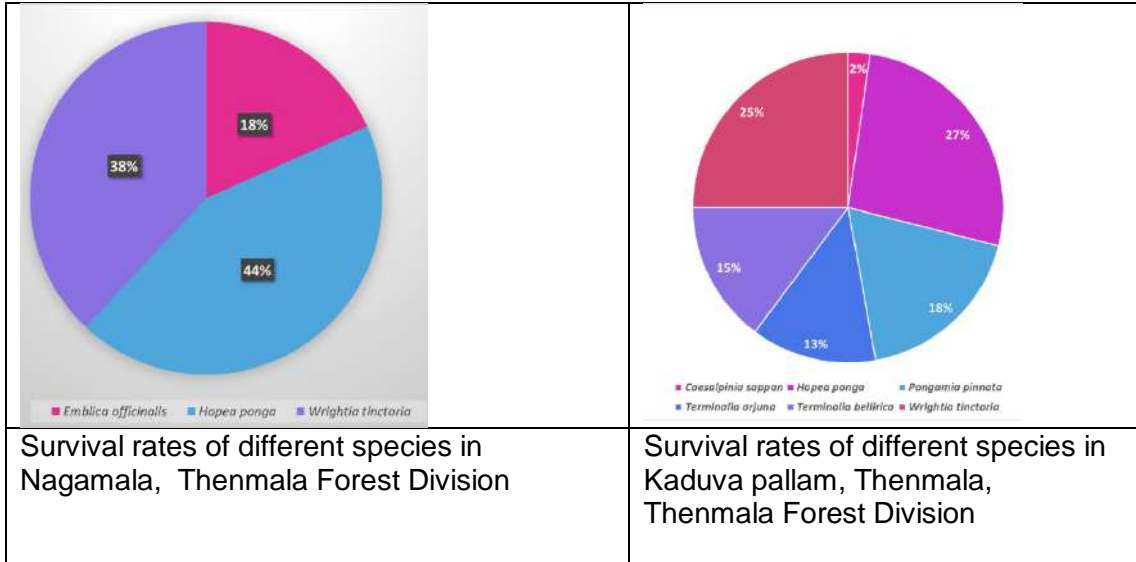 18%
38%
44%
Emblica officinalis Hopea ponga Wrightia tinctoria
Survival rates of different species in
Nagamala, Thenmala Forest Division
2%
25%
27%
15%
18%
13%
Caesalpinia sappan Hopea ponga Pongamia pinnata
Terminalia arjuna Terminalia bellirica Wrightia tinctoria
Survival rates of different species in
Kaduva pallam, Thenmala,
Thenmala Forest Division